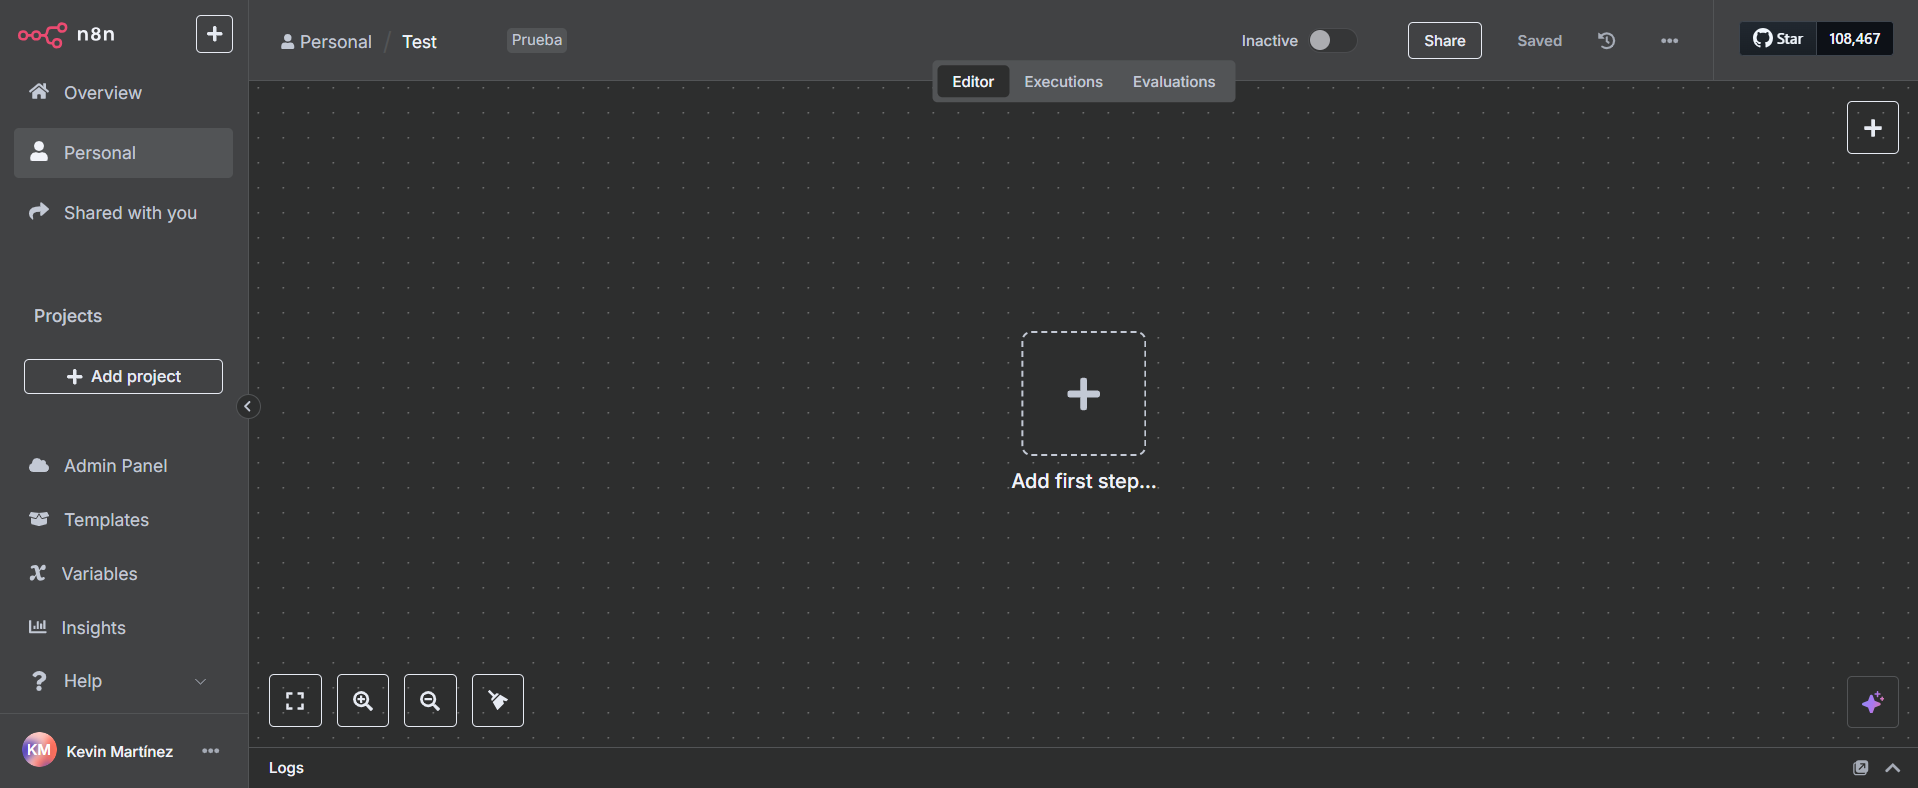 n8n
Overview
Personal
Shared with you
Projects
Add project
Admin Panel
Templates
Variables
Insights
Help
KM
Kevin Martínez
Personal / Test
Prueba
Inactive
Share
Saved
Star
108,467
Editor
Executions
Evaluations
Add first step...
Logs